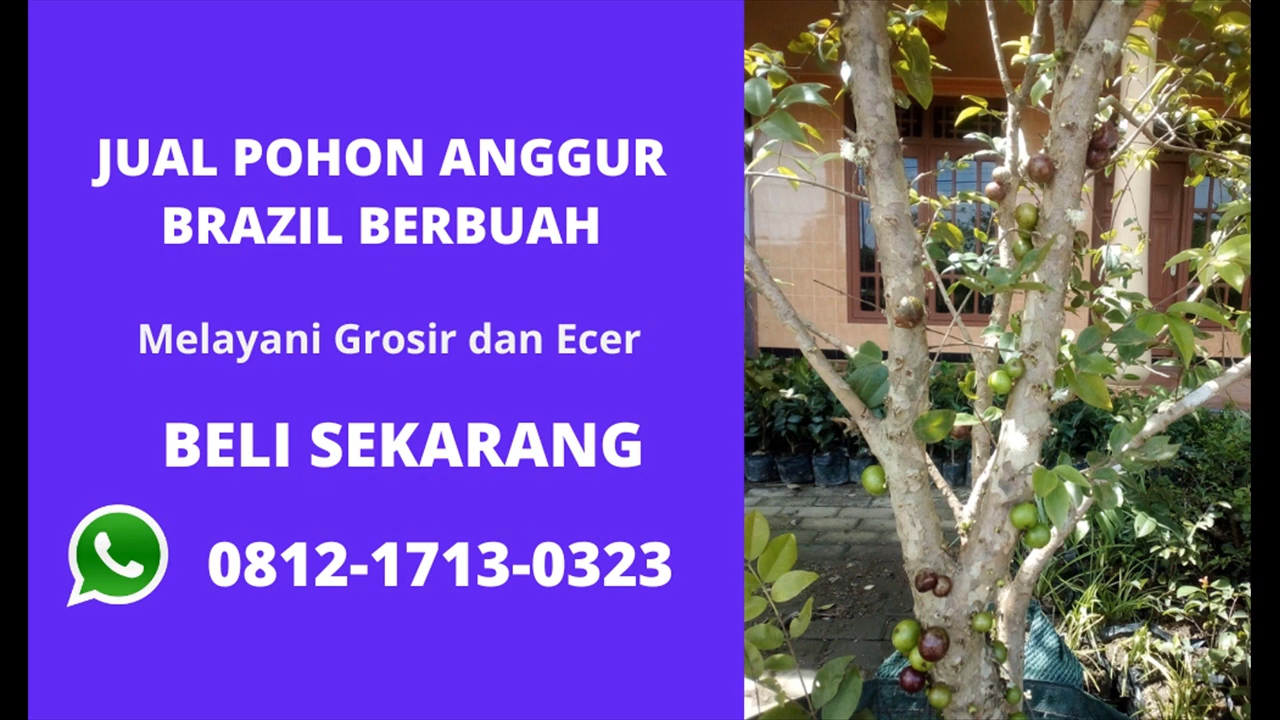 JUAL POHON ANGGUR
BRAZIL BERBUAH
Melayani Grosir dan Ecer
BELI SEKARANG
0812-1713-0323